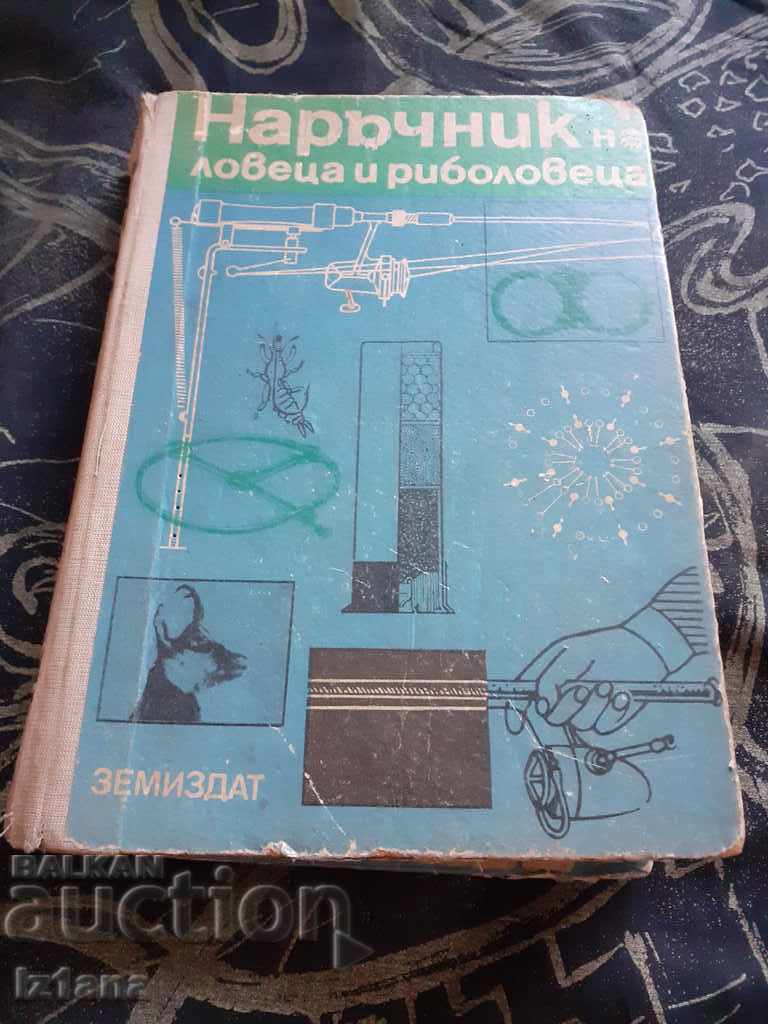 Наръчник на
ловеца и риболовеца
ЗЕМИЗДАТ
BALKAN
auction
Iz1ana